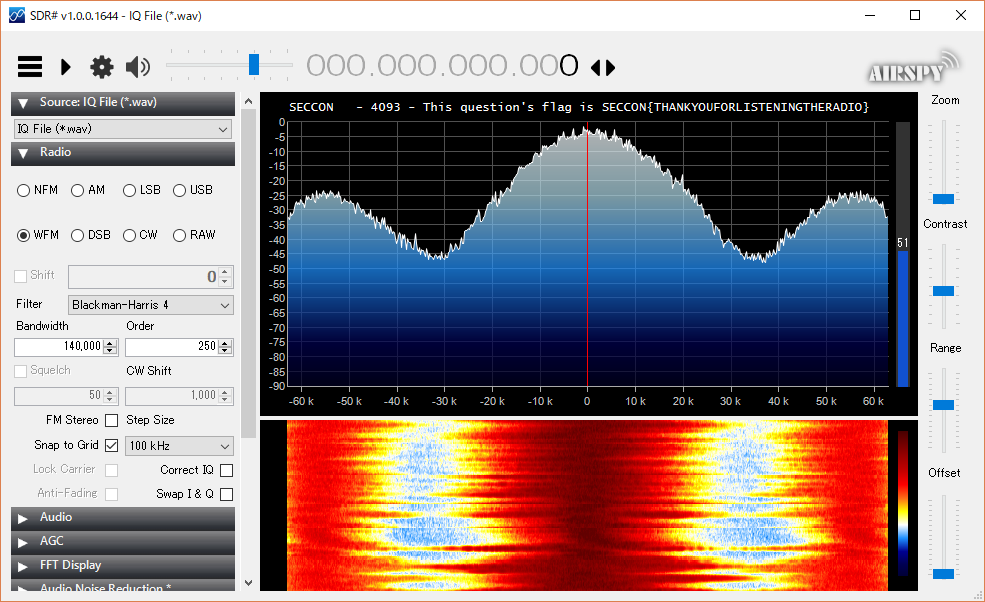 SDR# v1.0.0.1644 - IQ File (*.wav)
000.000.000.000
AIRSPY
Source: IQ File (*.wav)
IQ File (*.wav)
Radio
NFM AM LSB USB
WFM DSB CW RAW
Shift 0
Filter Blackman-Harris 4
Bandwidth Order
140,000 250
Squelch CW Shift
50 1,000
FM Stereo Step Size
Snap to Grid 100 kHz
Lock Carrier Correct IQ
Anti-Fading Swap I & Q
Audio
AGC
FFT Display
Audio Noise Reduction *
SECCON - 4093 - This question's flag is SECCON{THANKYOUFORLISTENINGTHERADIO}
0
-5
-10
-15
-20
-25
-30
-35
-40
-45
-50
-55
-60
-65
-70
-75
-80
-85
-90
-60 k -50 k -40 k -30 k -20 k -10 k 0 10 k 20 k 30 k 40 k 50 k 60 k
51
Zoom
Contrast
Range
Offset